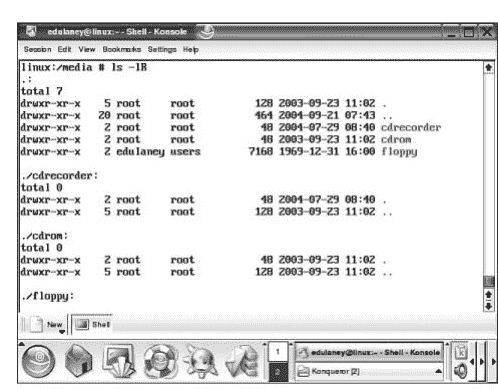 edulaney@linux:~ - Shell - Konsole
Session Edit View Bookmarks Settings Help
linux:/media # ls -lR
.:
total 7
drwxr-xr-x 5 root root 128 2003-09-23 11:02 .
drwxr-xr-x 20 root root 464 2004-09-21 07:43 ..
drwxr-xr-x 2 root root 48 2004-07-29 08:40 cdrecorder
drwxr-xr-x 2 root root 48 2003-09-23 11:02 cdrom
drwxr-xr-x 2 edulaney users 7168 1969-12-31 16:00 floppy
./cdrecorder:
total 0
drwxr-xr-x 2 root root 48 2004-07-29 08:40 .
drwxr-xr-x 5 root root 128 2003-09-23 11:02 ..
./cdrom:
total 0
drwxr-xr-x 2 root root 48 2003-09-23 11:02 .
drwxr-xr-x 5 root root 128 2003-09-23 11:02 ..
./floppy:
New Shell
1 edulaney@linux:~ - Shell - Konsole
2 Konqueror [2]